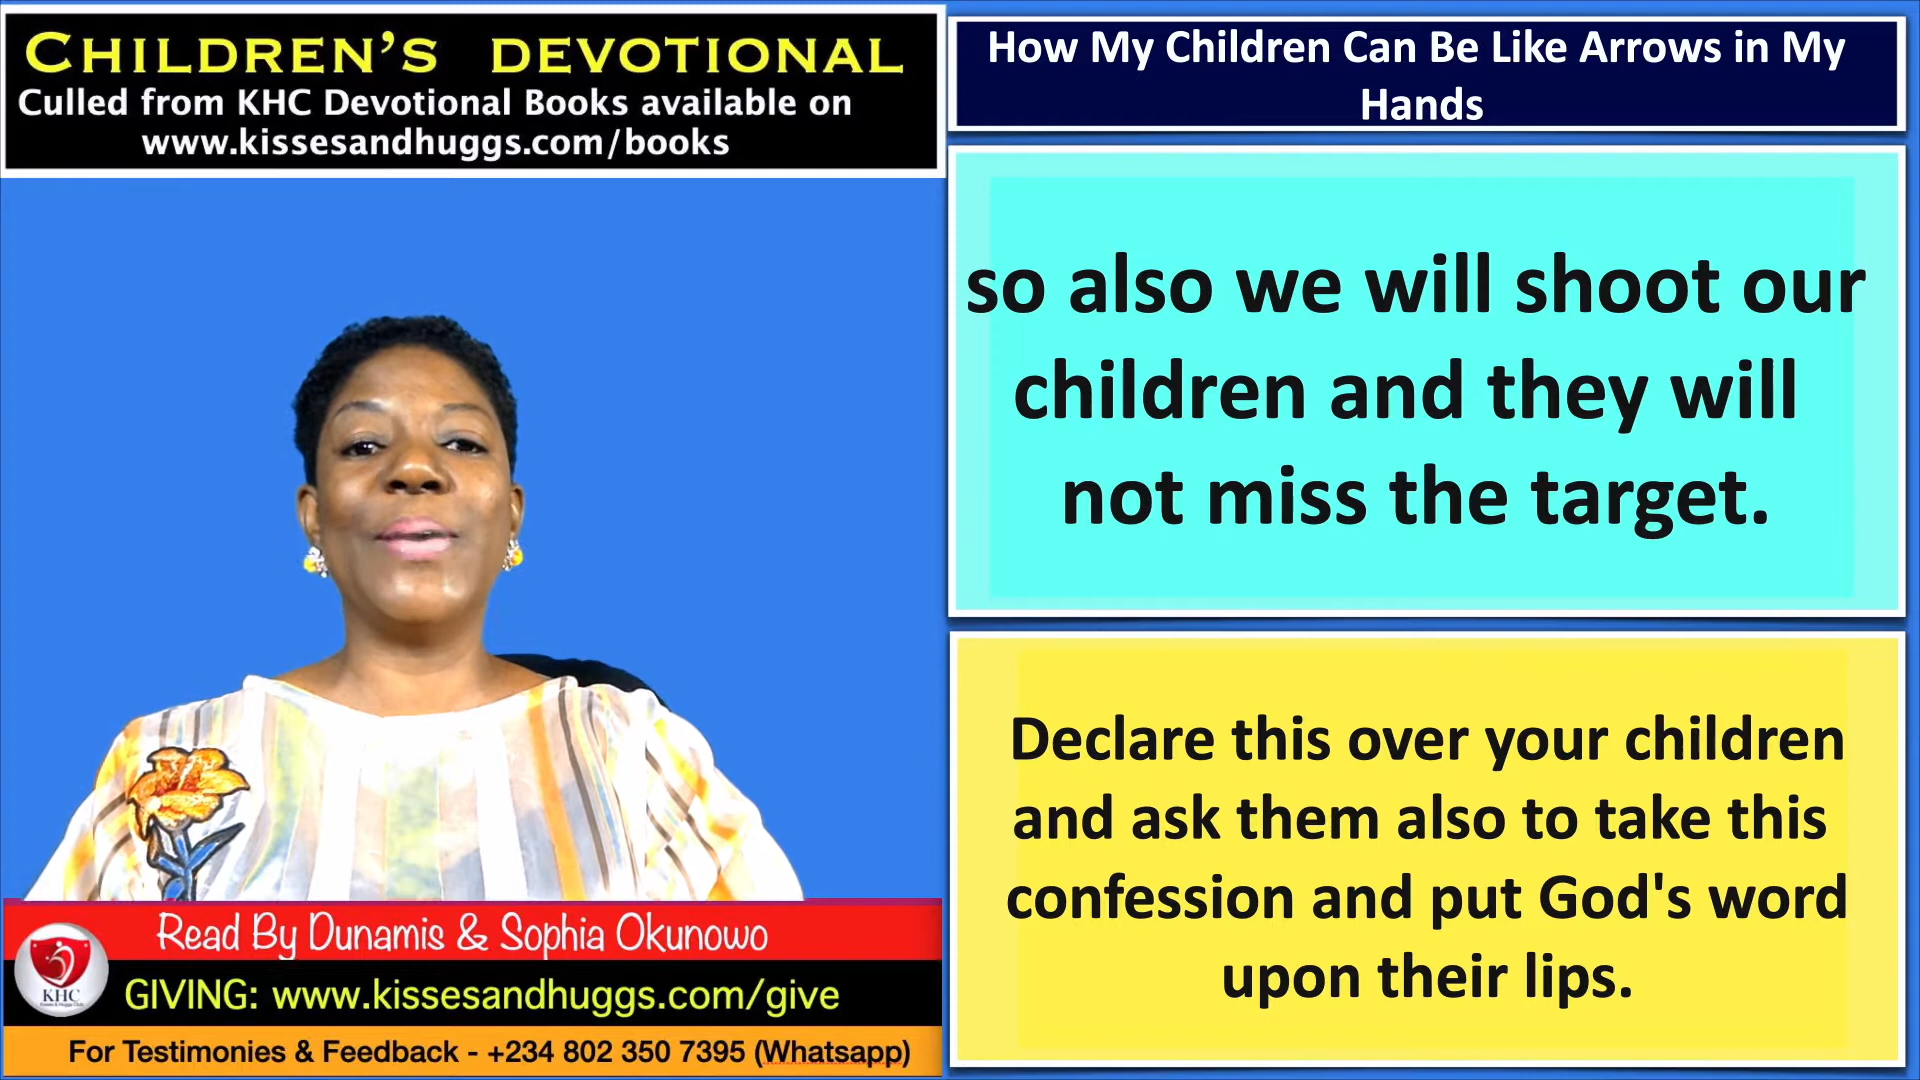 CHILDREN'S DEVOTIONAL
Culled from KHC Devotional Books available on
www.kissesandhuggs.com/books
How My Children Can Be Like Arrows in My
Hands
so also we will shoot our
children and they will
not miss the target.
Declare this over your children
and ask them also to take this
confession and put God's word
upon their lips.
Read By Dunamis & Sophia Okunowo
KHC
GIVING: www.kissesandhuggs.com/give
For Testimonies & Feedback - +234 802 350 7395 (Whatsapp)